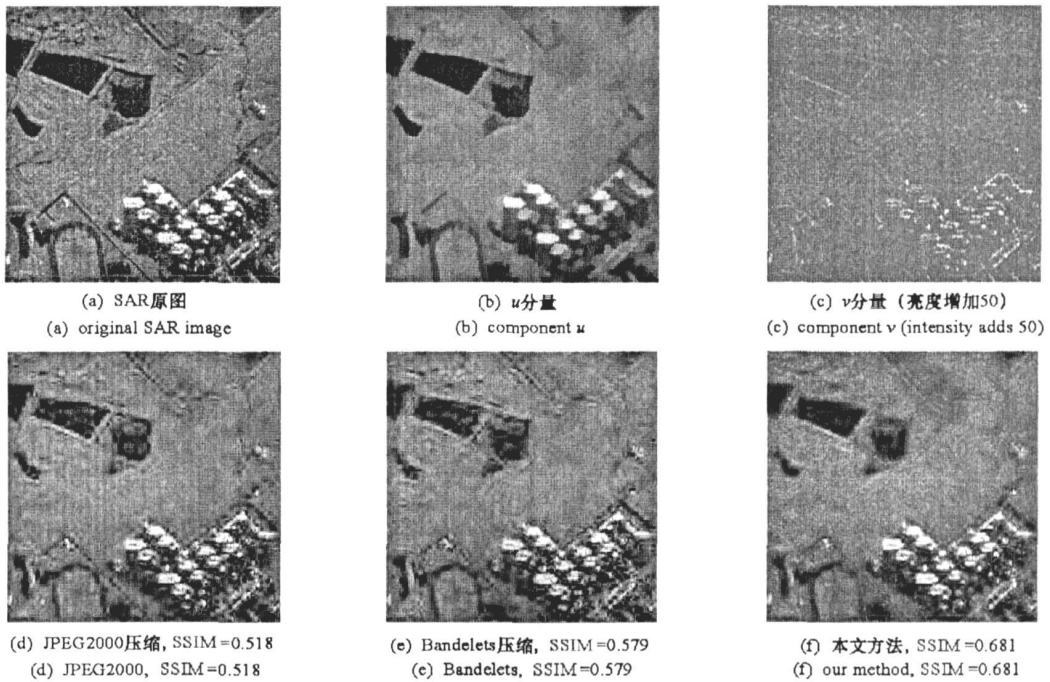 (a) SAR原图
(a) original SAR image
(b) u分量
(b) component u
(c) v分量 (亮度增加50)
(c) component v (intensity adds 50)
(d) JPEG2000压缩, SSIM=0.518
(d) JPEG2000, SSIM=0.518
(e) Bandelets压缩, SSIM=0.579
(e) Bandelets, SSIM=0.579
(f) 本文方法, SSIM=0.681
(f) our method, SSIM=0.681